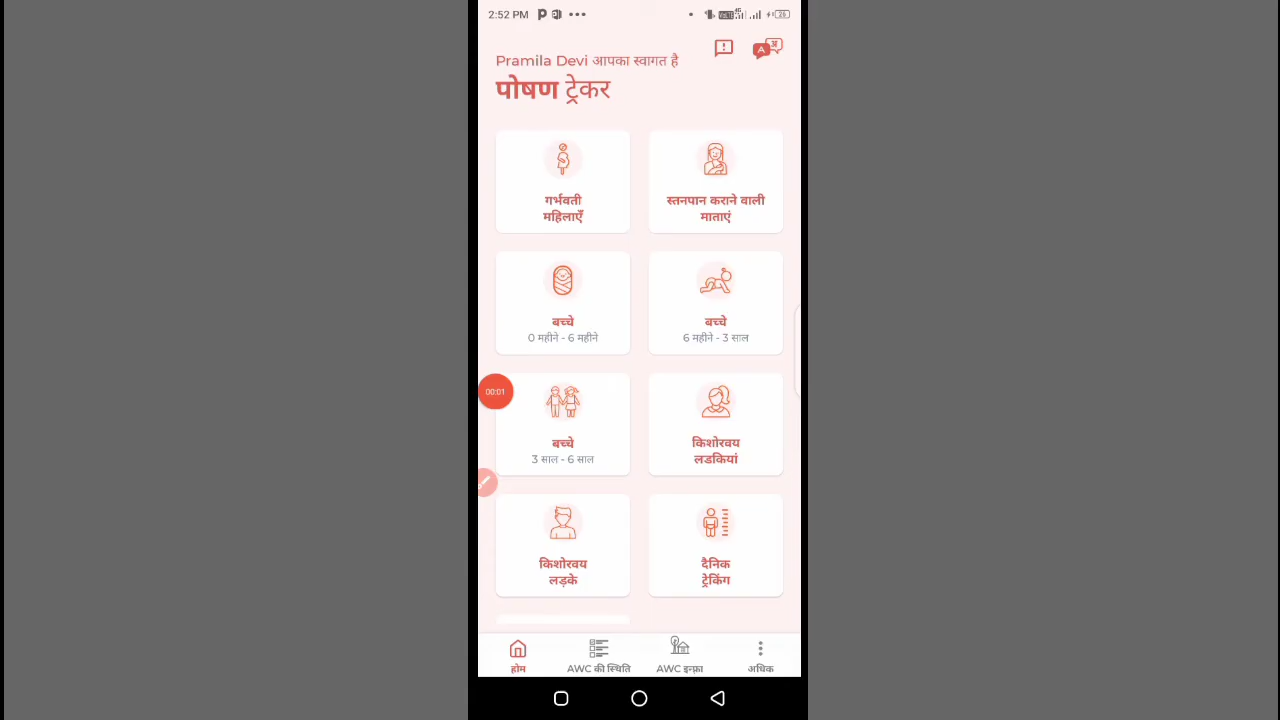 2:52 PM
Pramila Devi आपका स्वागत है
पोषण ट्रेकर
गर्भवती
महिलाएँ
स्तनपान कराने वाली
माताएं
बच्चे
0 महीने - 6 महीने
बच्चे
6 महीने - 3 साल
00:01
बच्चे
3 साल - 6 साल
किशोरवय
लडकियां
किशोरवय
लड़के
दैनिक
ट्रेकिंग
होम
AWC की स्थिति
AWC इन्फ्रा
अधिक